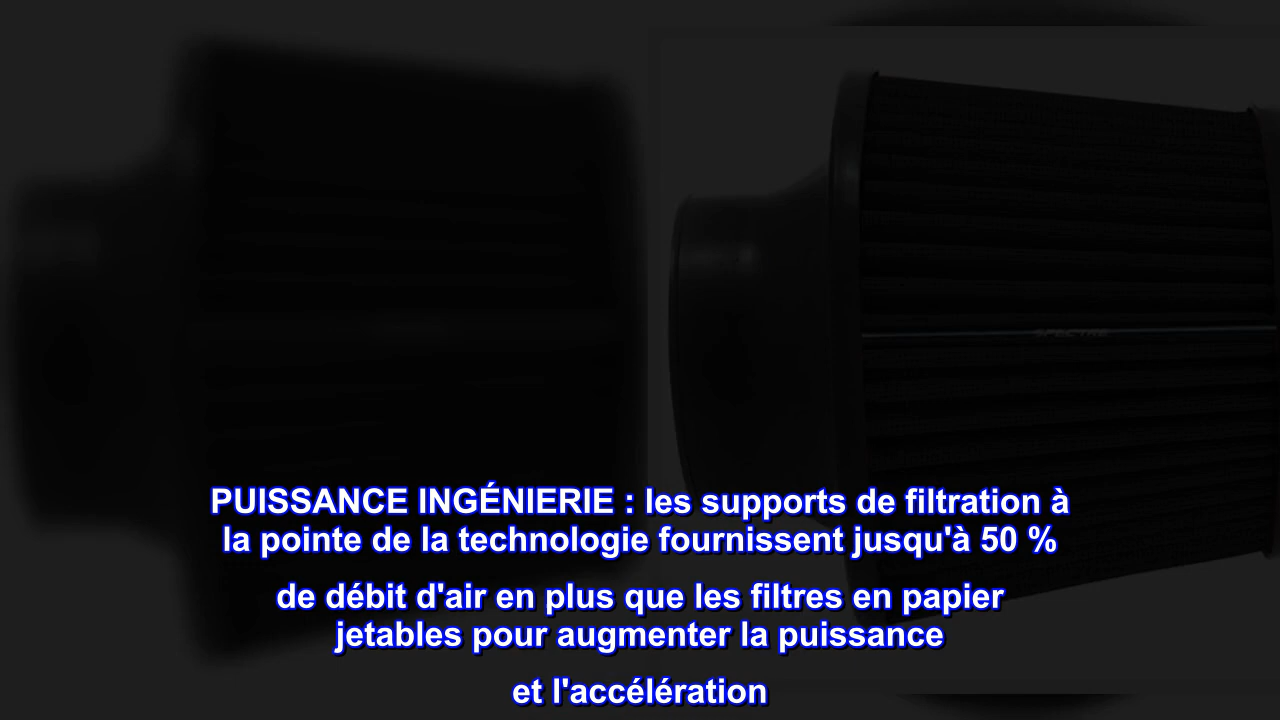 SPECTRE
PUISSANCE INGÉNIERIE : les supports de filtration à
la pointe de la technologie fournissent jusqu'à 50 %
de débit d'air en plus que les filtres en papier
jetables pour augmenter la puissance
et l'accélération